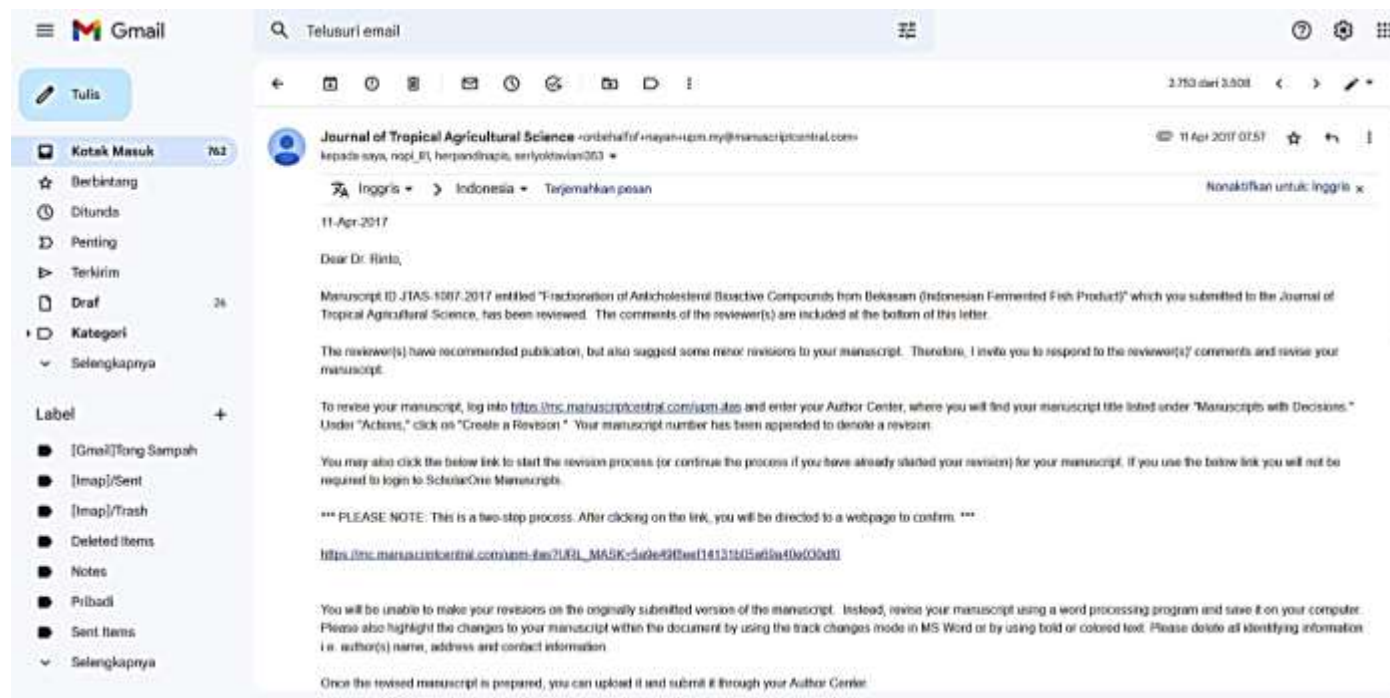 Gmail
Telusuri email
Tulis
3.753 dari 3.808
Kotak Masuk 762
Berbintang
Ditunda
Penting
Terkirim
Draf 26
Kategori
Selengkapnya
Label +
[Gmail]Tong Sampah
[Imap]/Sent
[Imap]/Trash
Deleted Items
Notes
Pribadi
Sent Items
Selengkapnya
Journal of Tropical Agricultural Science
11 Apr 2017 07.57
kepada saya,
Inggris > Indonesia Terjemahkan pesan
Nonaktifkan untuk: Inggris x
11-Apr-2017
Dear Dr. Rinto,
Manuscript ID JTAS-1087.2017 entitled "Fractionation of Anticholesterol Bioactive Compounds from Bekasam (Indonesian Fermented Fish Product)" which you submitted to the Journal of
Tropical Agricultural Science, has been reviewed. The comments of the reviewer(s) are included at the bottom of this letter.
The reviewer(s) have recommended publication, but also suggest some minor revisions to your manuscript. Therefore, I invite you to respond to the reviewer(s)' comments and revise your
manuscript.
To revise your manuscript, log into https://mc.manuscriptcentral.com/upm-jtas and enter your Author Center, where you will find your manuscript title listed under "Manuscripts with Decisions."
Under "Actions," click on "Create a Revision." Your manuscript number has been appended to denote a revision.
You may also click the below link to start the revision process (or continue the process if you have already started your revision) for your manuscript. If you use the below link you will not be
required to login to ScholarOne Manuscripts.
*** PLEASE NOTE: This is a two-step process. After clicking on the link, you will be directed to a webpage to confirm. ***
You will be unable to make your revisions on the originally submitted version of the manuscript. Instead, revise your manuscript using a word processing program and save it on your computer.
Please also highlight the changes to your manuscript within the document by using the track changes mode in MS Word or by using bold or colored text. Please delete all identifying information
i.e. author(s) name, address and contact information.
Once the revised manuscript is prepared, you can upload it and submit it through your Author Center.